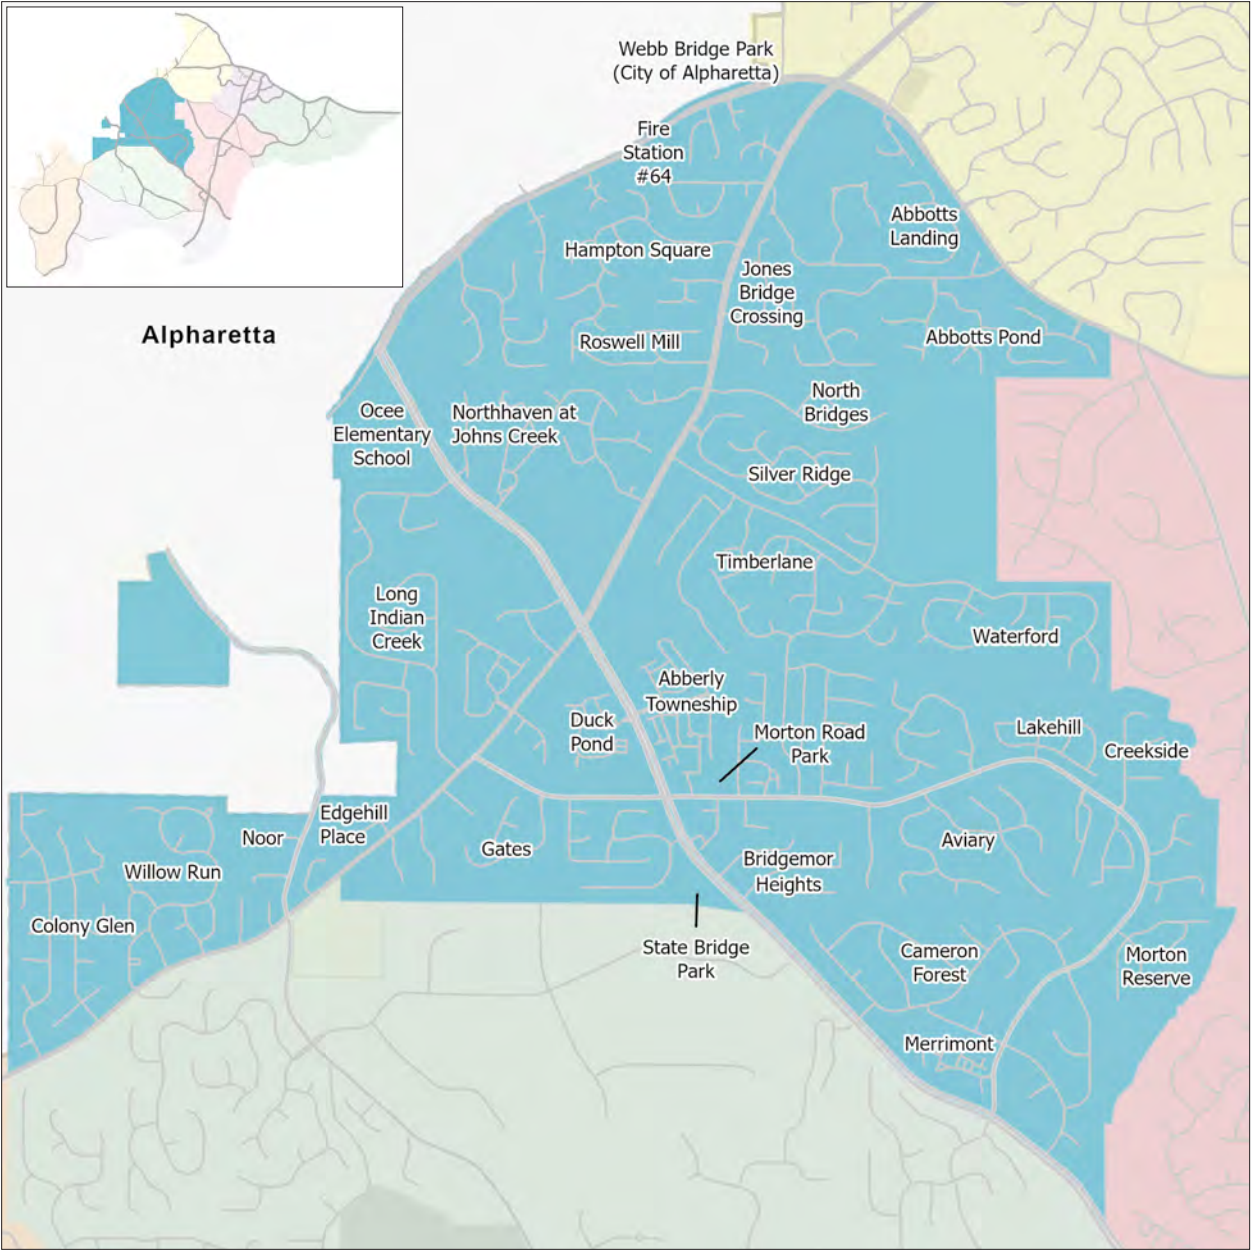 Webb Bridge Park
(City of Alpharetta)
Fire
Station
#64
Abbotts
Landing
Hampton Square
Jones
Bridge
Crossing
Alpharetta
Roswell Mill
Abbotts Pond
North
Bridges
Ocee
Elementary
School
Northhaven at
Johns Creek
Silver Ridge
Timberlane
Long
Indian
Creek
Waterford
Abberly
Towneship
Duck
Pond
Morton Road
Park
Lakehill
Creekside
Edgehill
Place
Noor
Gates
Aviary
Willow Run
Bridgemor
Heights
Colony Glen
State Bridge
Park
Cameron
Forest
Morton
Reserve
Merrimont